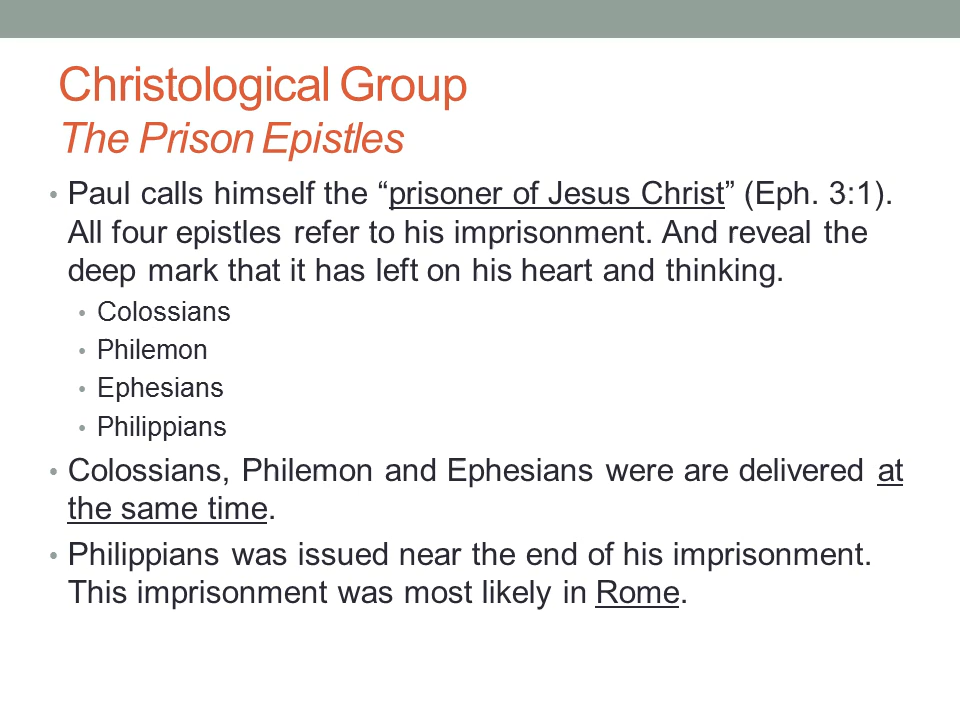 Christological Group
The Prison Epistles
• Paul calls himself the “prisoner of Jesus Christ” (Eph. 3:1).
All four epistles refer to his imprisonment. And reveal the
deep mark that it has left on his heart and thinking.
• Colossians
• Philemon
• Ephesians
• Philippians
• Colossians, Philemon and Ephesians were are delivered at
the same time.
• Philippians was issued near the end of his imprisonment.
This imprisonment was most likely in Rome.